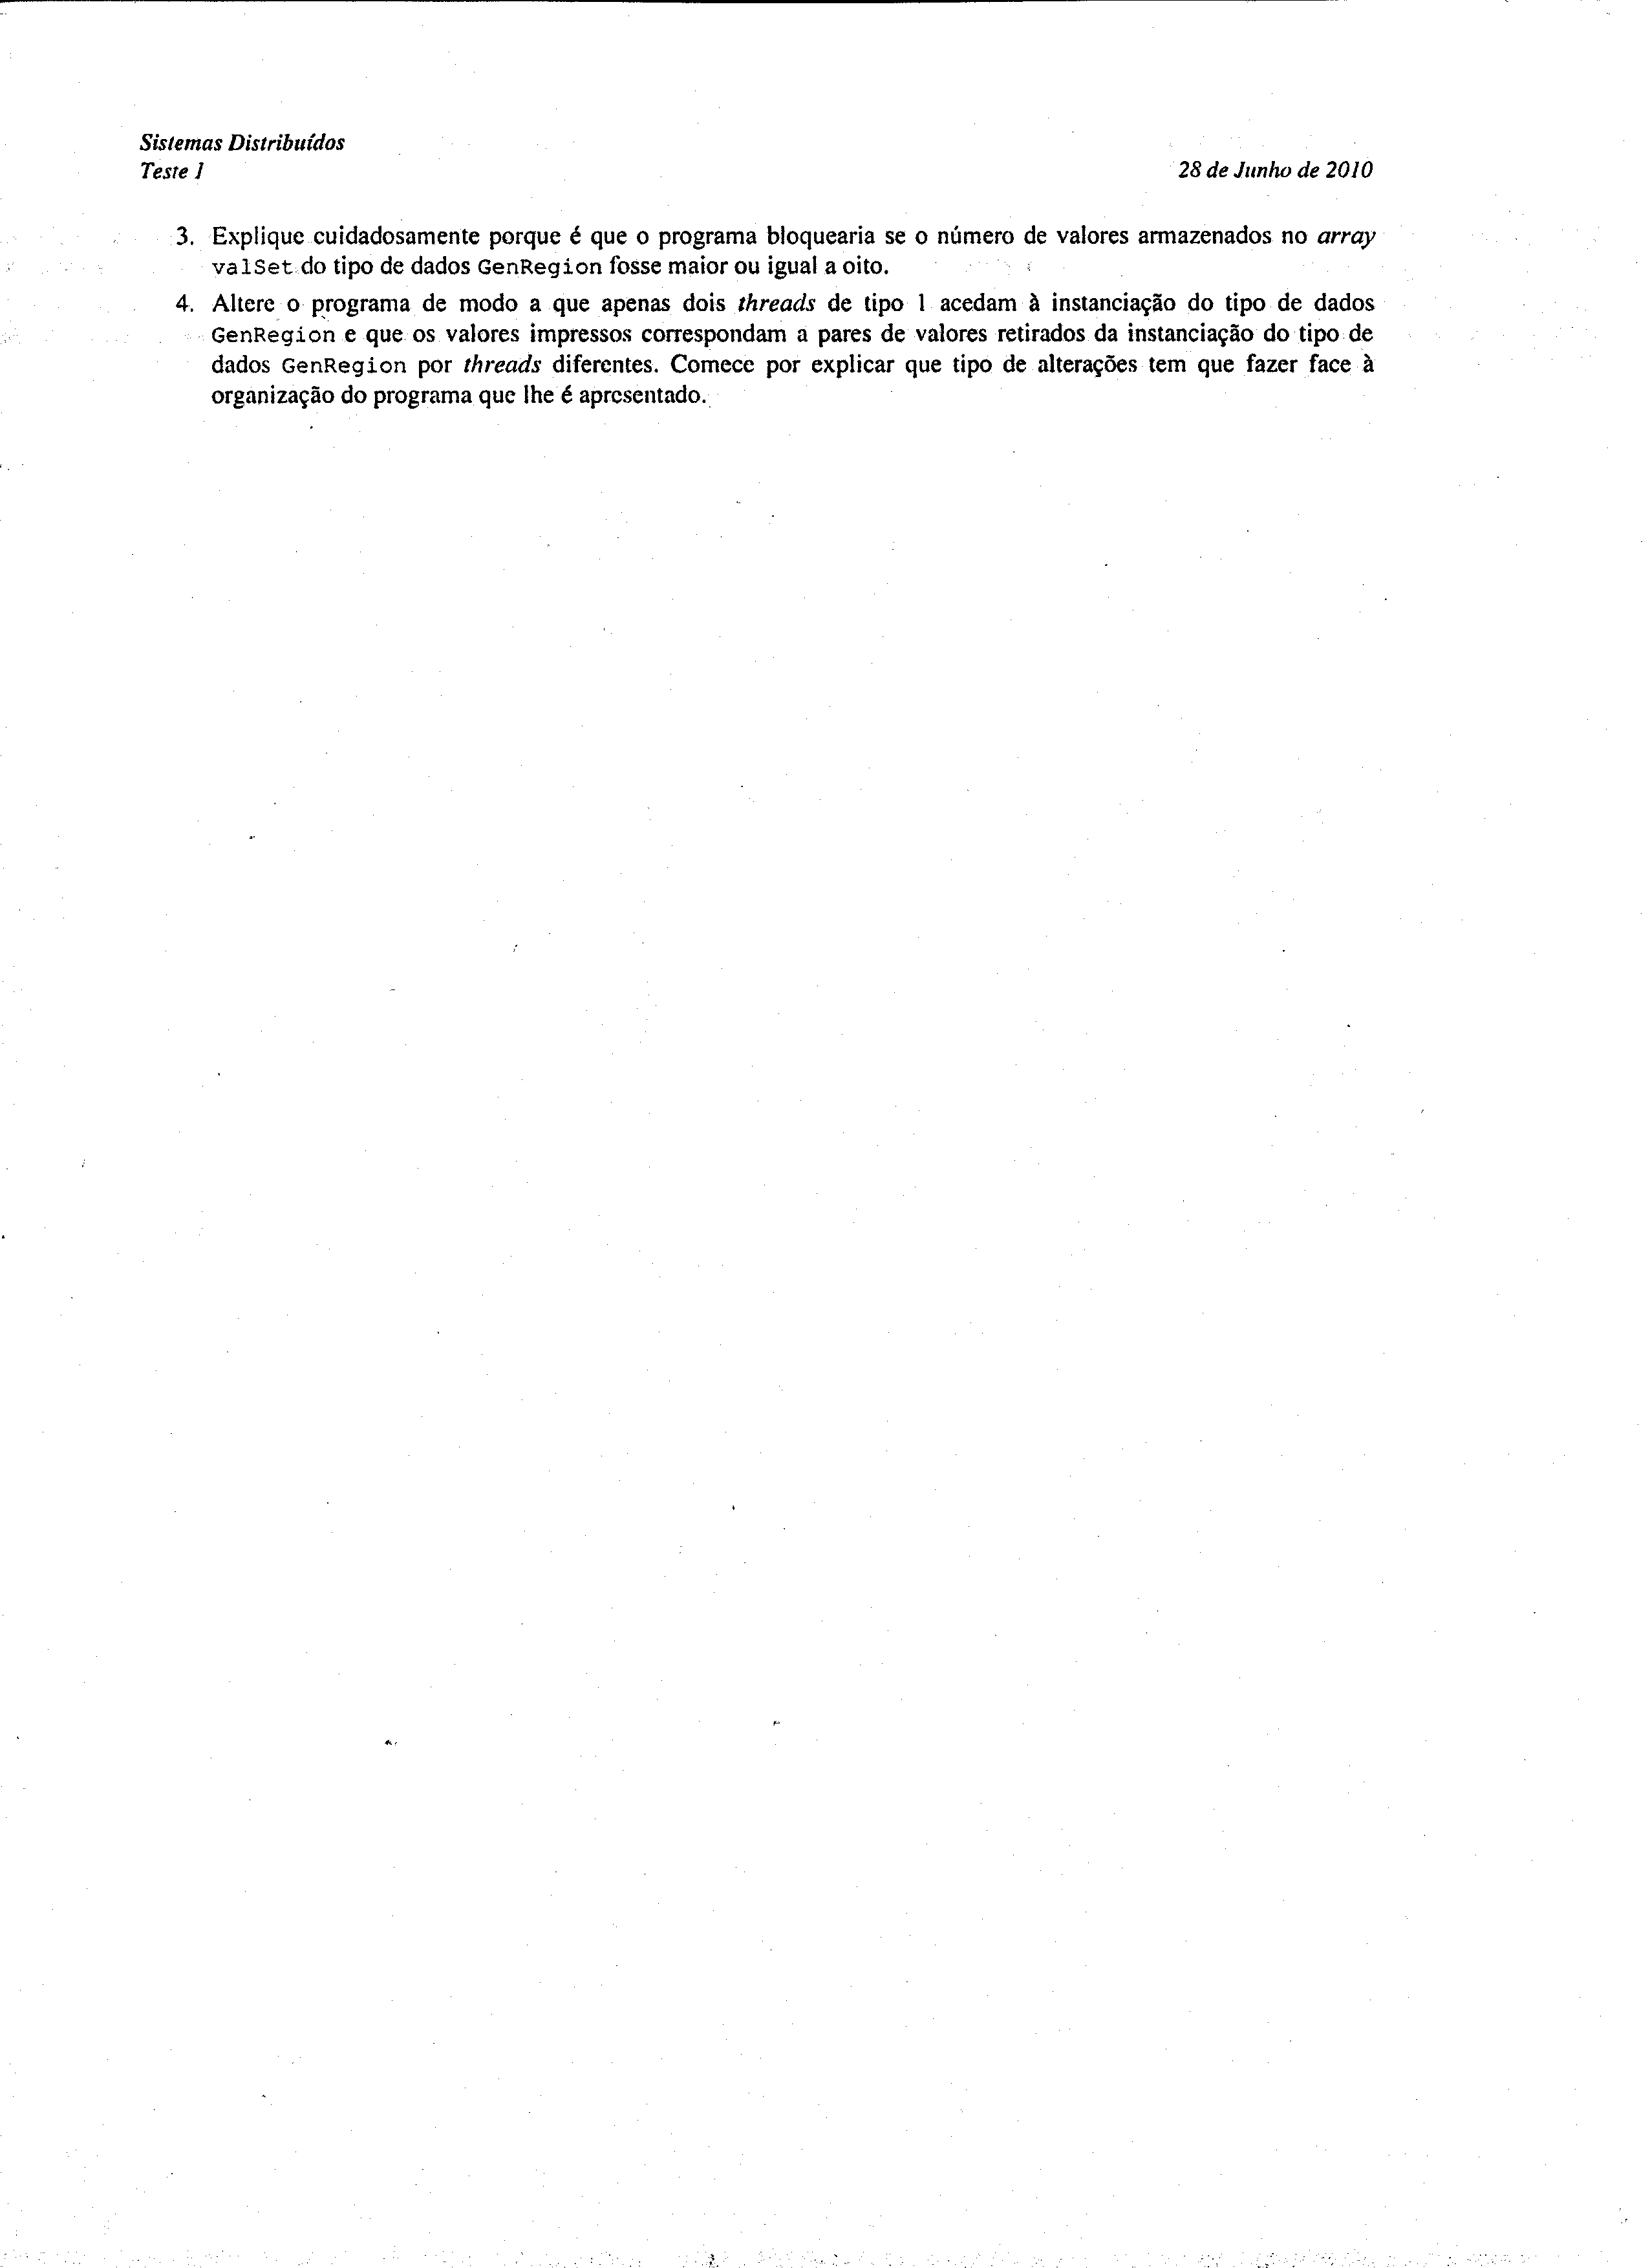 Sistemas Distribuídos
Teste 1
28 de Junho de 2010
3. Explique cuidadosamente porque é que o programa bloquearia se o número de valores armazenados no array
valSet do tipo de dados GenRegion fosse maior ou igual a oito.
4. Altere o programa de modo a que apenas dois threads de tipo 1 acedam à instanciação do tipo de dados
GenRegion e que os valores impressos correspondam a pares de valores retirados da instanciação do tipo de
dados GenRegion por threads diferentes. Comece por explicar que tipo de alterações tem que fazer face à
organização do programa que lhe é apresentado.